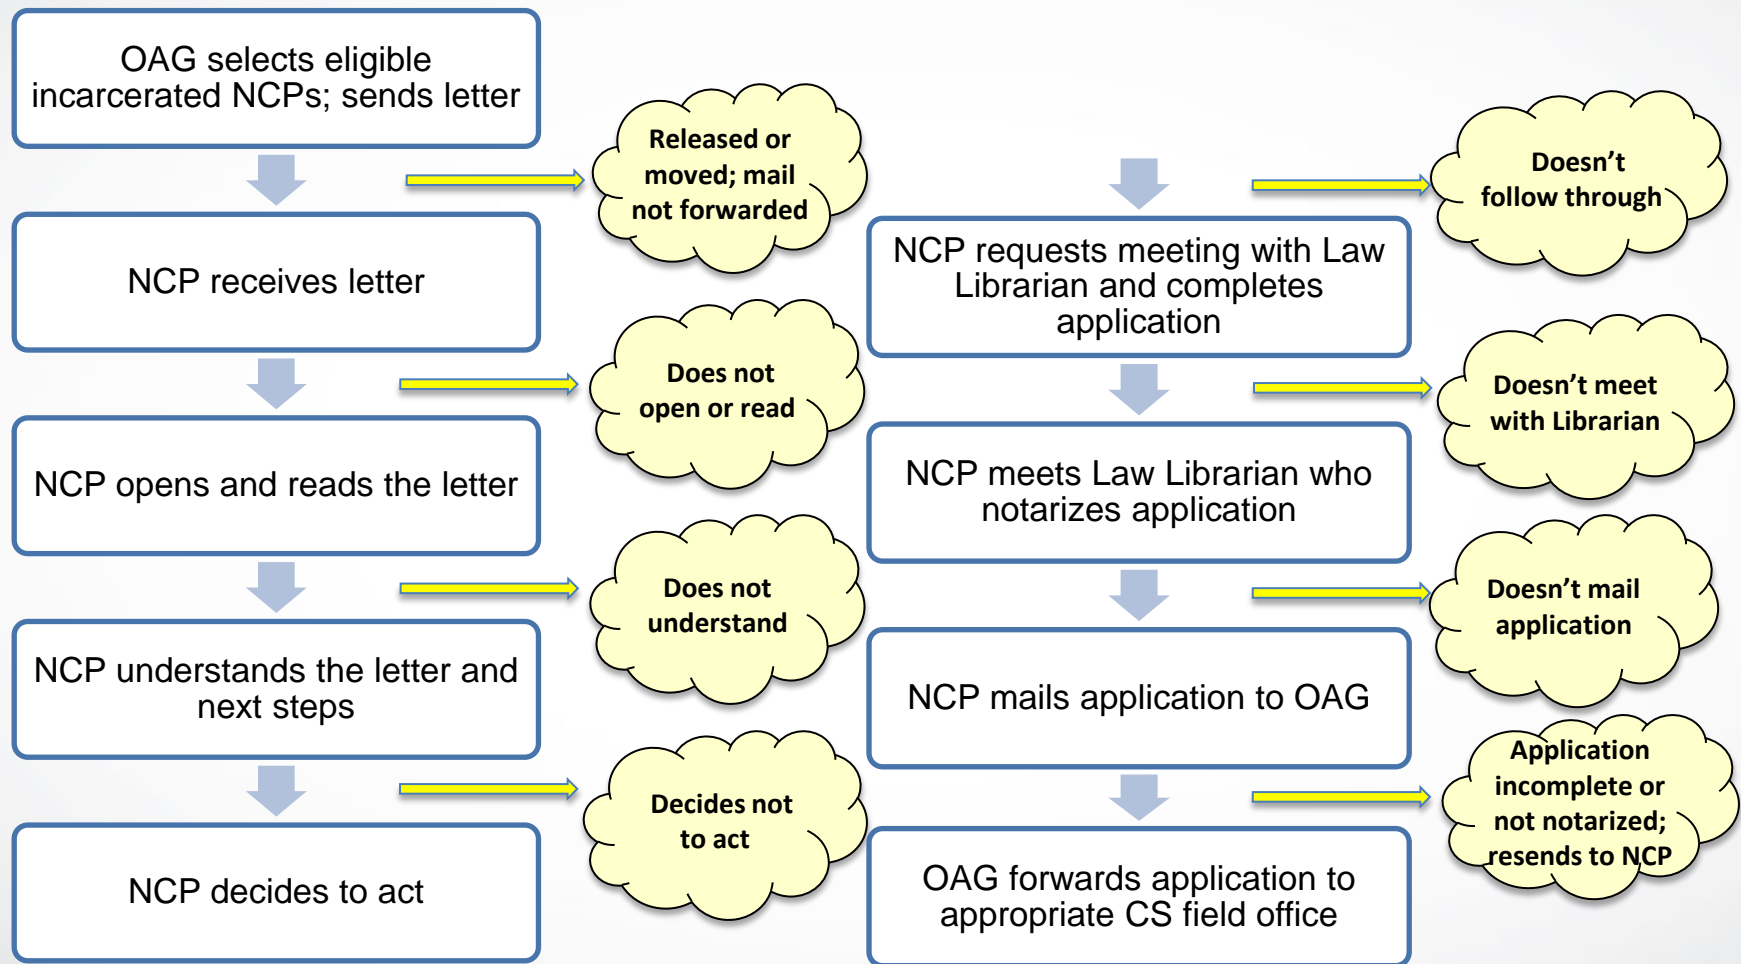 OAG selects eligible
incarcerated NCPs; sends letter
Released or
moved; mail
not forwarded
NCP receives letter
Does not
open or read
NCP opens and reads the letter
Does not
understand
NCP understands the letter and
next steps
Decides not
to act
NCP decides to act
Doesn’t
follow through
NCP requests meeting with Law
Librarian and completes
application
Doesn’t meet
with Librarian
NCP meets Law Librarian who
notarizes application
Doesn’t mail
application
NCP mails application to OAG
Application
incomplete or
not notarized;
resends to NCP
OAG forwards application to
appropriate CS field office